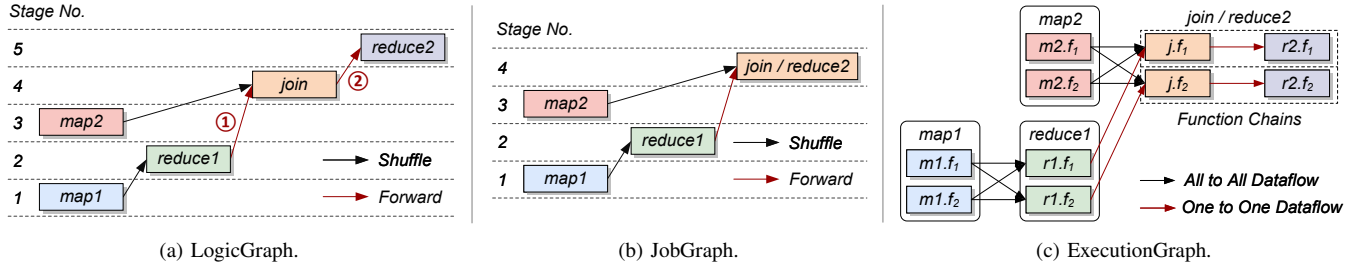 Stage No.
5
reduce2
4
join
②
3
map2
①
2
reduce1
Shuffle
1
map1
Forward
(a) LogicGraph.
Stage No.
4
join / reduce2
3
map2
2
reduce1
Shuffle
1
map1
Forward
(b) JobGraph.
map2
join / reduce2
m2.f1
j.f1
r2.f1
m2.f2
j.f2
r2.f2
Function Chains
map1
reduce1
m1.f1
r1.f1
All to All Dataflow
m1.f2
r1.f2
One to One Dataflow
(c) ExecutionGraph.